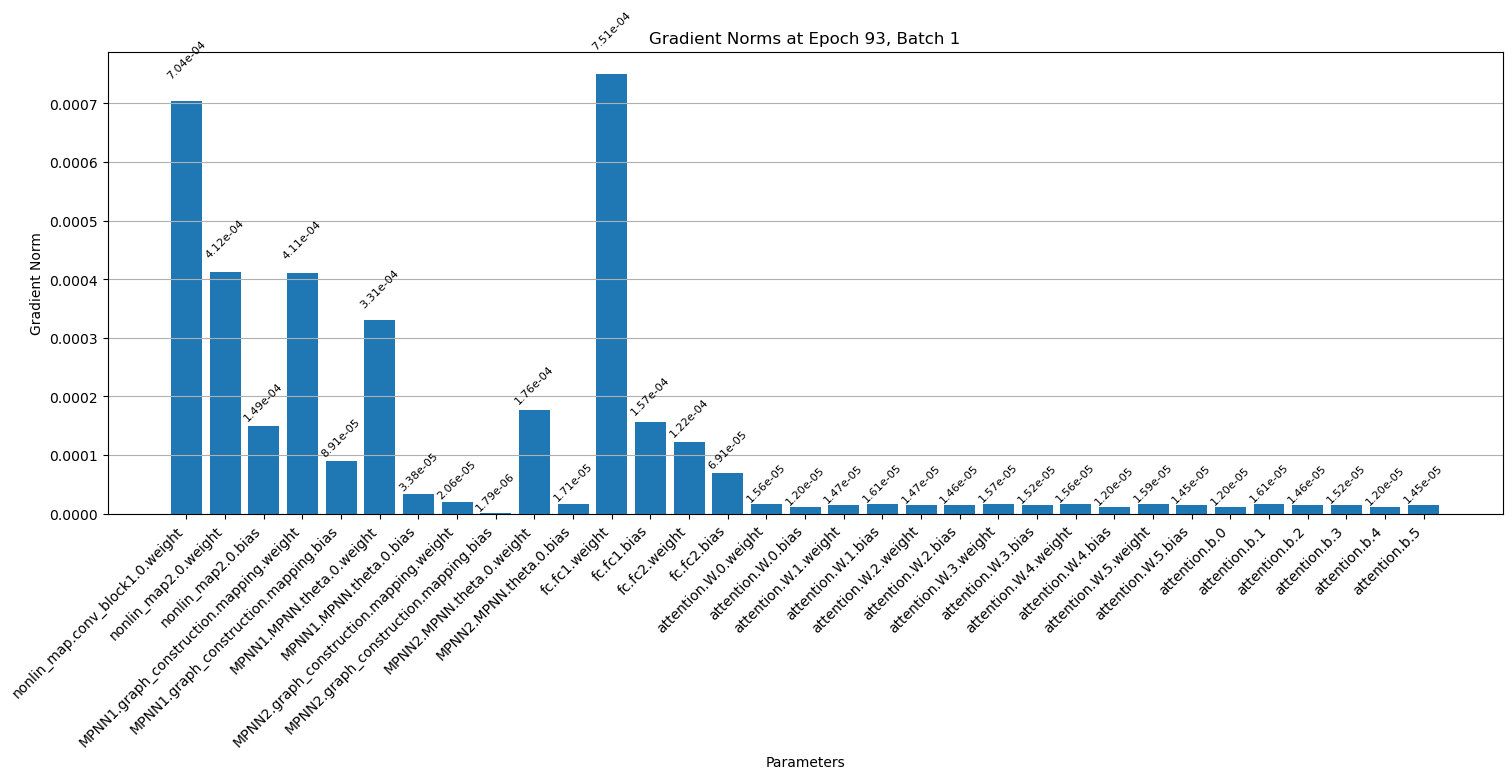 Gradient Norms at Epoch 93, Batch 1
Gradient Norm
0.0007
0.0006
0.0005
0.0004
0.0003
0.0002
0.0001
0.0000
7.04e-04
4.12e-04
1.49e-04
4.11e-04
8.91e-05
3.31e-04
3.38e-05
2.06e-05
1.79e-06
1.76e-04
1.71e-05
7.51e-04
1.57e-04
1.22e-04
6.91e-05
1.56e-05
1.20e-05
1.47e-05
1.61e-05
1.47e-05
1.46e-05
1.57e-05
1.52e-05
1.56e-05
1.20e-05
1.59e-05
1.45e-05
1.20e-05
1.61e-05
1.46e-05
1.52e-05
1.20e-05
1.45e-05
nonlin_map.conv_block1.0.weight
nonlin_map2.0.weight
nonlin_map2.0.bias
MPNN1.graph_construction.mapping.weight
MPNN1.graph_construction.mapping.bias
MPNN1.MPNN.theta.0.weight
MPNN1.MPNN.theta.0.bias
MPNN2.graph_construction.mapping.weight
MPNN2.graph_construction.mapping.bias
MPNN2.MPNN.theta.0.weight
MPNN2.MPNN.theta.0.bias
fc.fc1.weight
fc.fc1.bias
fc.fc2.weight
fc.fc2.bias
attention.W.0.weight
attention.W.0.bias
attention.W.1.weight
attention.W.1.bias
attention.W.2.weight
attention.W.2.bias
attention.W.3.weight
attention.W.3.bias
attention.W.4.weight
attention.W.4.bias
attention.W.5.weight
attention.W.5.bias
attention.b.0
attention.b.1
attention.b.2
attention.b.3
attention.b.4
attention.b.5
Parameters